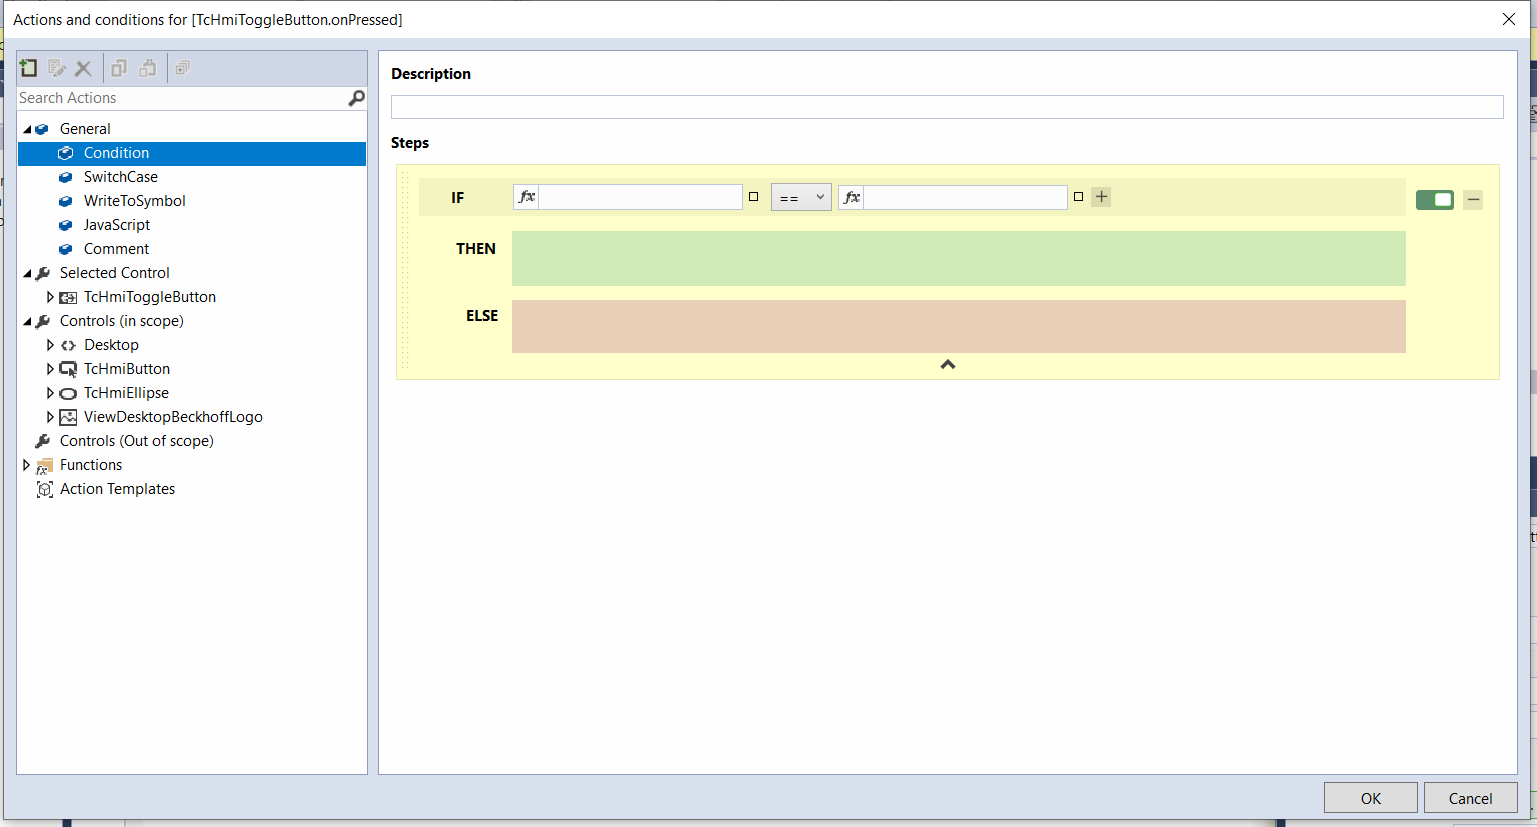 Actions and conditions for [TcHmiToggleButton.onPressed]
Search Actions
General
Condition
SwitchCase
WriteToSymbol
JavaScript
Comment
Selected Control
TcHmiToggleButton
Controls (in scope)
Desktop
TcHmiButton
TcHmiEllipse
ViewDesktopBeckhoffLogo
Controls (Out of scope)
Functions
Action Templates
Description
Steps
IF fx == fx +
THEN
ELSE
OK Cancel